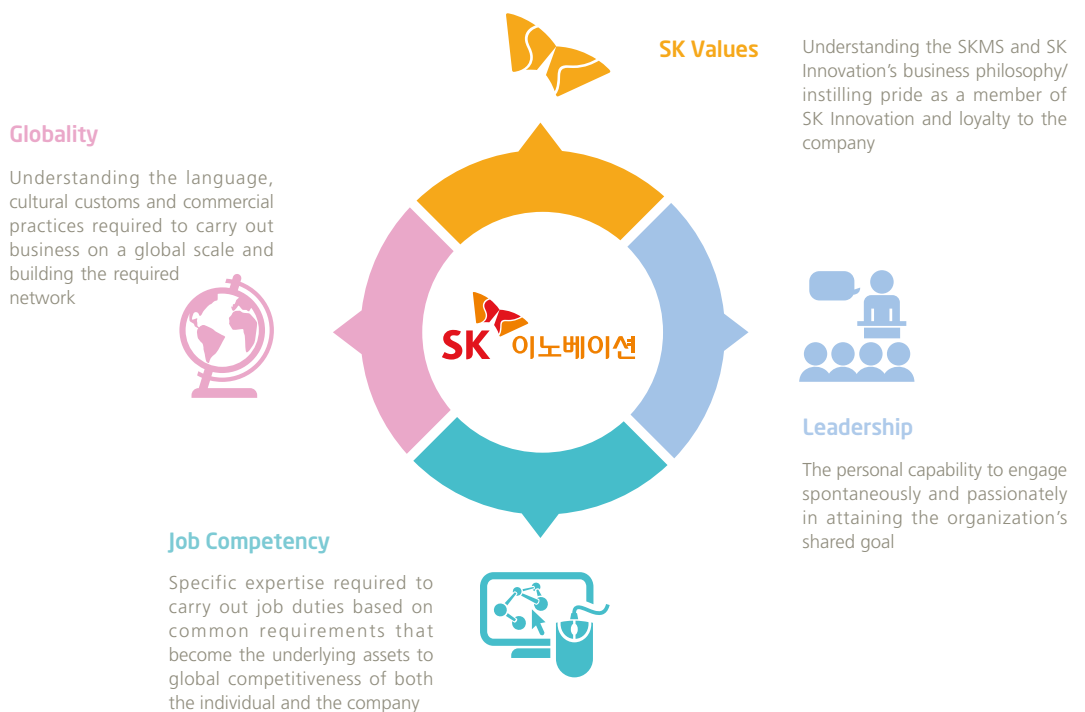 SK Values
Understanding the SKMS and SK
Innovation's business philosophy/
instilling pride as a member of
SK Innovation and loyalty to the
company
Globality
Understanding the language,
cultural customs and commercial
practices required to carry out
business on a global scale and
building the required
network
SK 이노베이션
Leadership
The personal capability to engage
spontaneously and passionately
in attaining the organization's
shared goal
Job Competency
Specific expertise required to
carry out job duties based on
common requirements that
become the underlying assets to
global competitiveness of both
the individual and the company